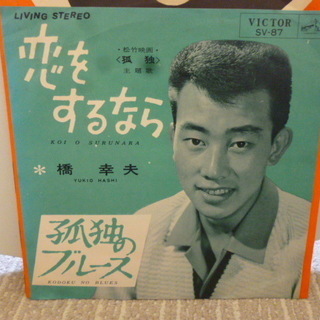 LIVING STEREO
VICTOR
SV-87
・松竹映画・
〈孤独〉
主題歌
恋を
するなら
KOI O SURUNARA
＊橋幸夫
YUKIO HASHI
孤独の
ブルース
KODOKU NO BLUES